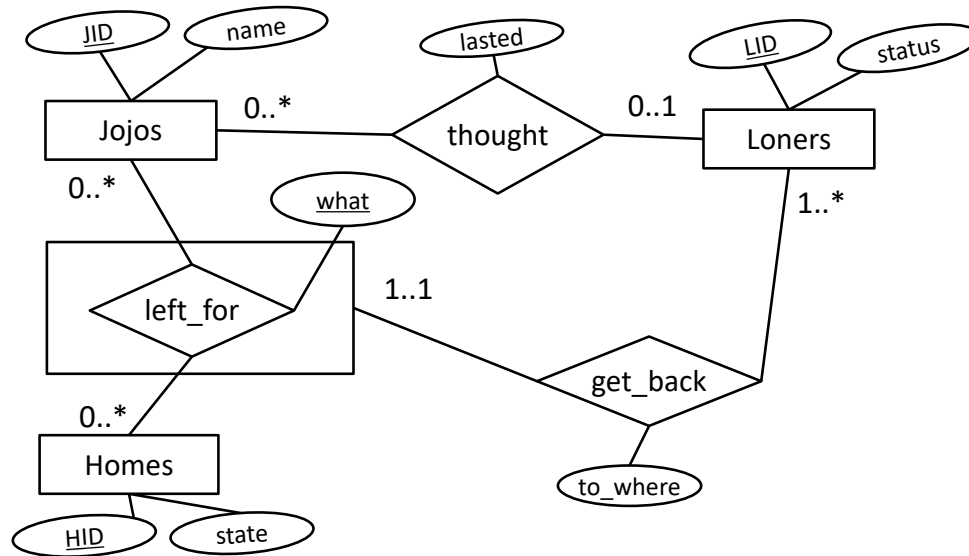 JID
name
lasted
LID
status
Jojos
0..*
thought
0..1
Loners
0..*
what
1..*
left_for
1..1
get_back
0..*
Homes
to_where
HID
state